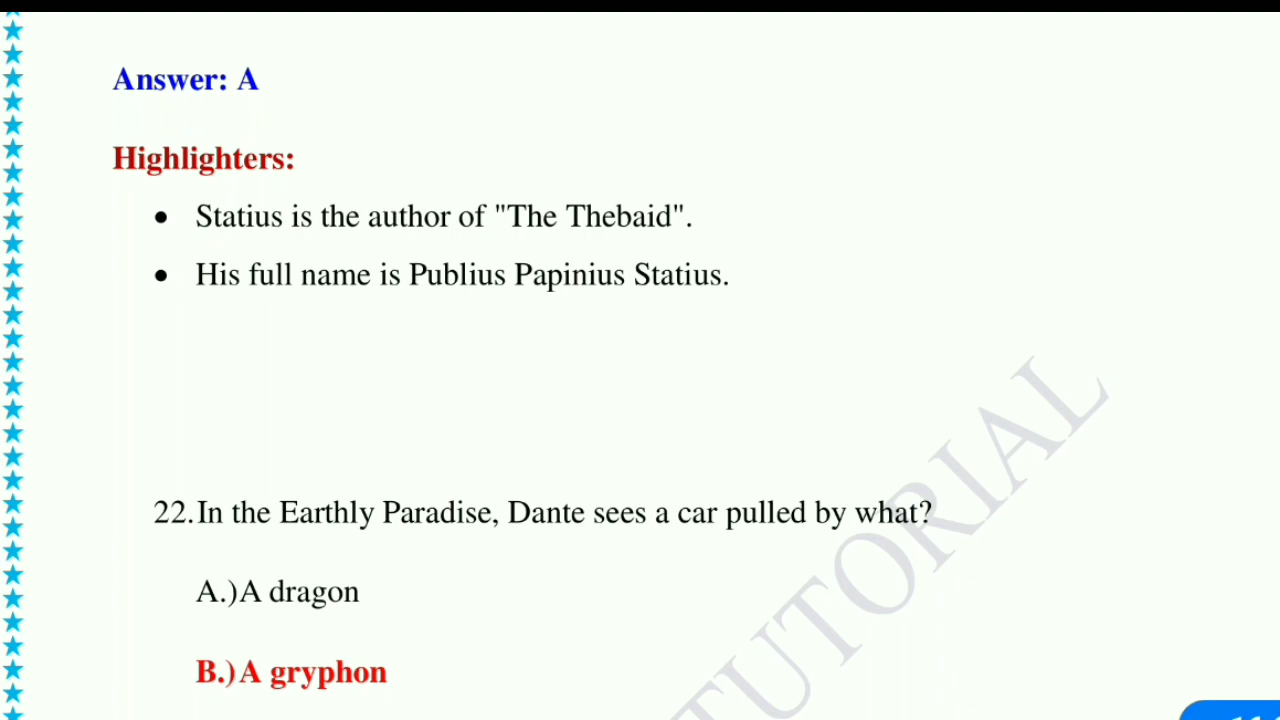 Answer: A
Highlighters:
• Statius is the author of "The Thebaid".
• His full name is Publius Papinius Statius.
22.In the Earthly Paradise, Dante sees a car pulled by what?
A.)A dragon
B.)A gryphon
TUTORIAL